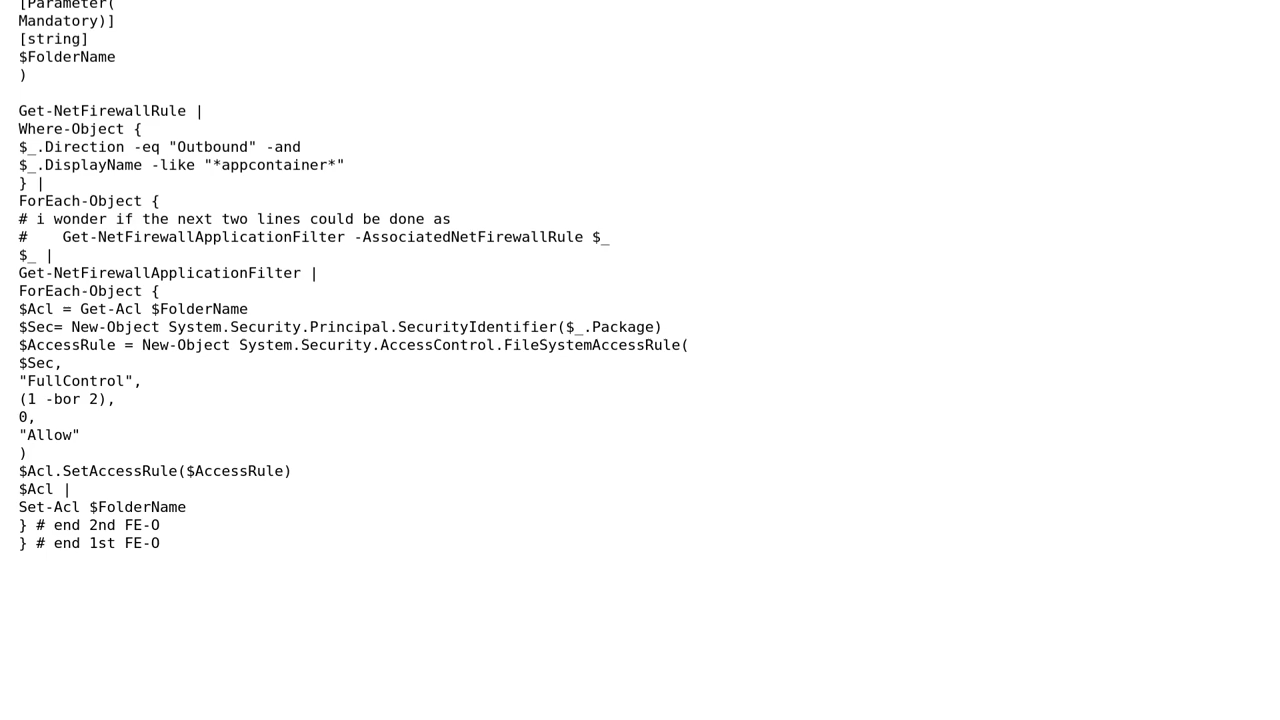 [Parameter(
Mandatory)]
[string]
$FolderName
)
Get-NetFirewallRule |
Where-Object {
$_.Direction -eq "Outbound" -and
$_.DisplayName -like "*appcontainer*"
} |
ForEach-Object {
# i wonder if the next two lines could be done as
#    Get-NetFirewallApplicationFilter -AssociatedNetFirewallRule $_
$_ |
Get-NetFirewallApplicationFilter |
ForEach-Object {
$Acl = Get-Acl $FolderName
$Sec= New-Object System.Security.Principal.SecurityIdentifier($_.Package)
$AccessRule = New-Object System.Security.AccessControl.FileSystemAccessRule(
$Sec,
"FullControl",
(1 -bor 2),
0,
"Allow"
)
$Acl.SetAccessRule($AccessRule)
$Acl |
Set-Acl $FolderName
} # end 2nd FE-O
} # end 1st FE-O